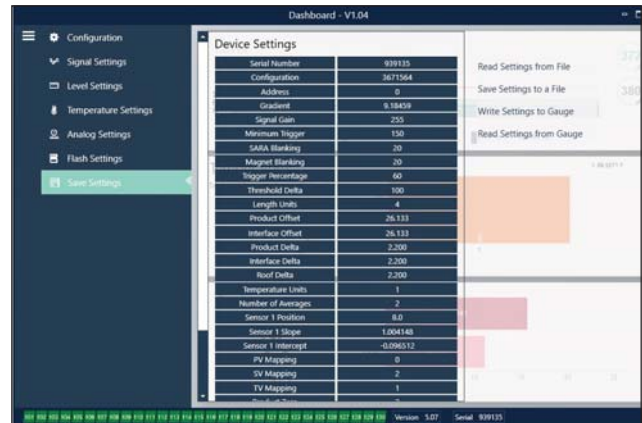 Dashboard - V1.04
Configuration
Signal Settings
Level Settings
Temperature Settings
Analog Settings
Flash Settings
Save Settings
Device Settings
Serial Number 939135
Configuration 3671564
Address 0
Gradient 9.18459
Signal Gain 255
Minimum Trigger 150
SARA Blanking 20
Magnet Blanking 20
Trigger Percentage 60
Threshold Delta 100
Length Units 4
Product Offset 26.133
Interface Offset 26.133
Product Delta 2.200
Interface Delta 2.200
Roof Delta 2.200
Temperature Units 1
Number of Averages 2
Sensor 1 Position 8.0
Sensor 1 Slope 1.004148
Sensor 1 Intercept -0.096512
PV Mapping 0
SV Mapping 2
TV Mapping 1
Read Settings from File
Save Settings to a File
Write Settings to Gauge
Read Settings from Gauge
372
380
Version 5.07 Serial 939135